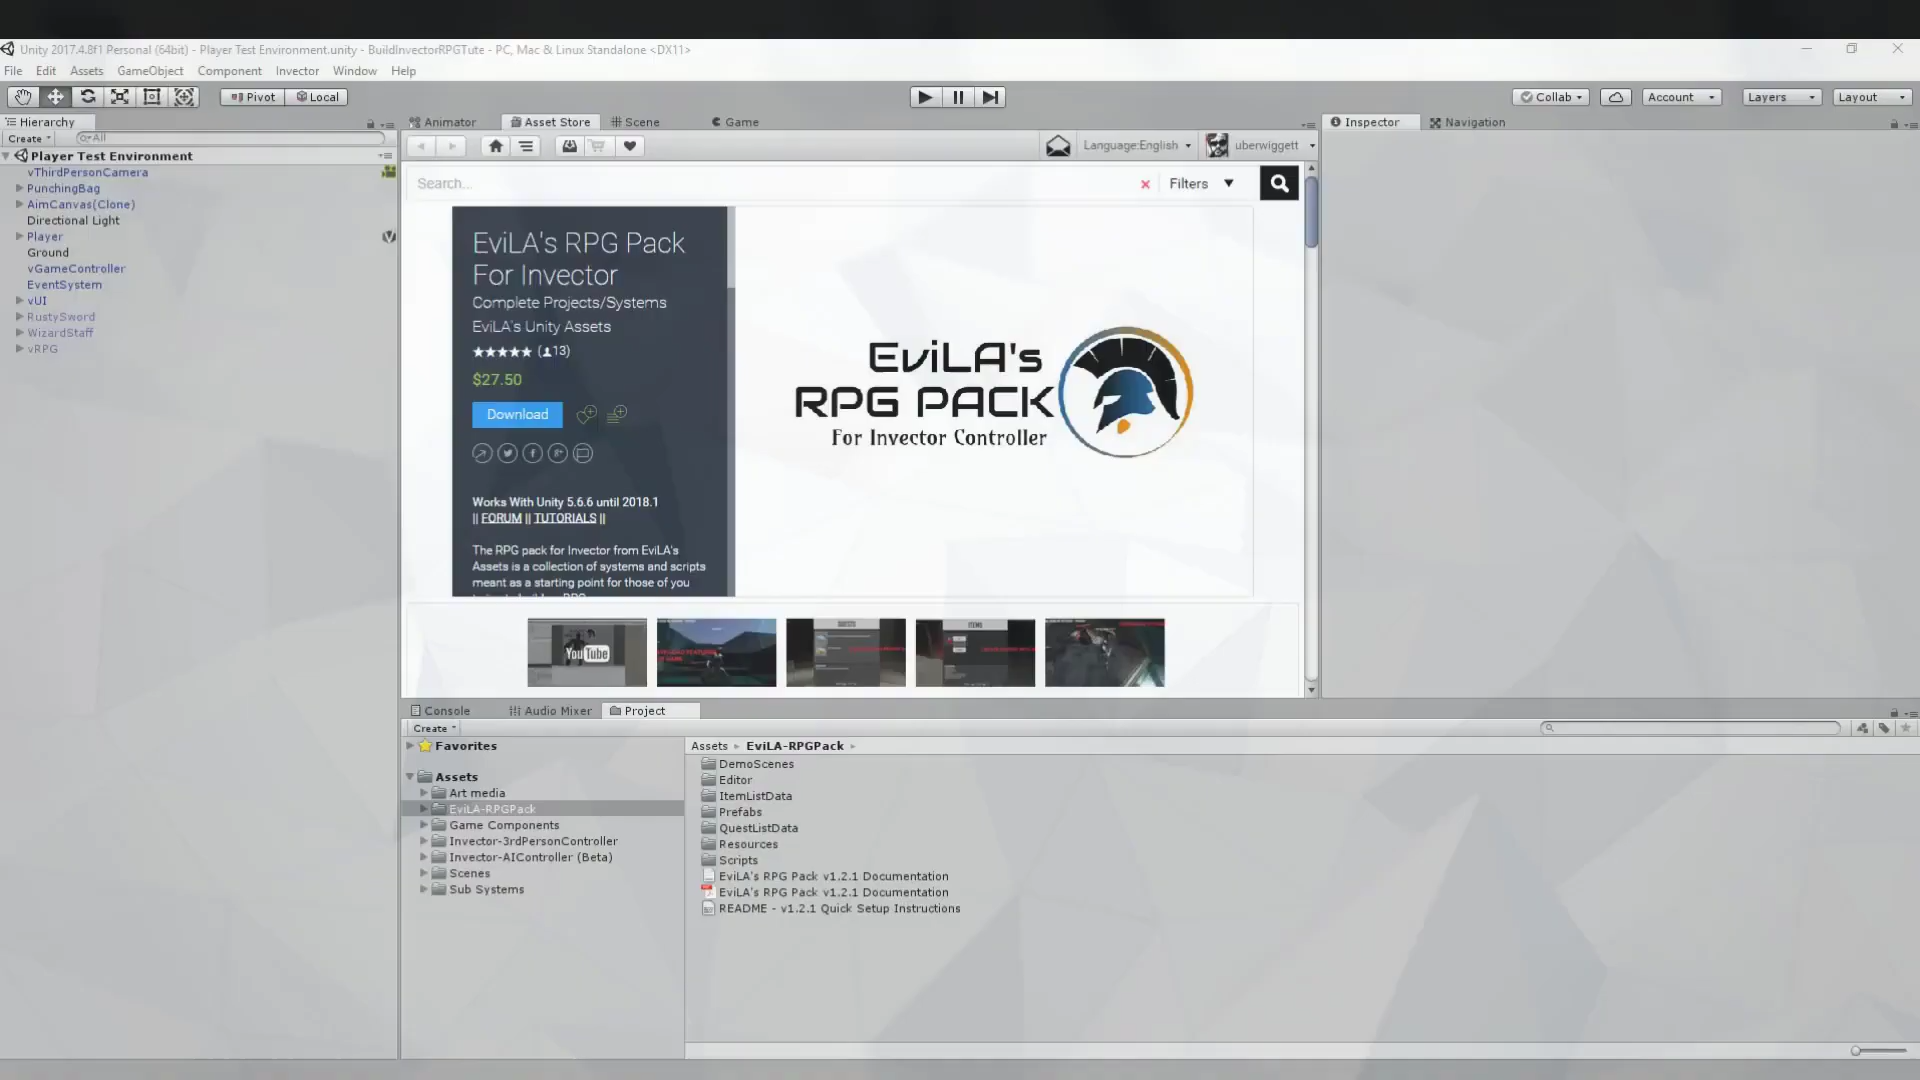 Unity 2017.4.8f1 Personal (64bit) - Player Test Environment.unity - BuildInvectorRPGTute - PC, Mac & Linux Standalone <DX11>
File Edit Assets GameObject Component Invector Window Help
Pivot Local Collab Account Layers Layout
Hierarchy
Create All
Player Test Environment
vThirdPersonCamera
PunchingBag
AimCanvas(Clone)
Directional Light
Player
Ground
vGameController
EventSystem
vUI
RustySword
WizardStaff
vRPG
Animator Asset Store Scene Game
Language:English uberwiggett
Search... Filters
EviLA's RPG Pack
For Invector
Complete Projects/Systems
EviLA's Unity Assets
(13)
$27.50
Download
Works With Unity 5.6.6 until 2018.1
|| FORUM || TUTORIALS ||
The RPG pack for Invector from EviLA's
Assets is a collection of systems and scripts
meant as a starting point for those of you
EviLA's
RPG PACK
For Invector Controller
YouTube
ITEMS
Inspector Navigation
Console Audio Mixer Project
Create
Favorites
Assets
Art media
EviLA-RPGPack
Game Components
Invector-3rdPersonController
Invector-AIController (Beta)
Scenes
Sub Systems
Assets EviLA-RPGPack
DemoScenes
Editor
ItemListData
Prefabs
QuestListData
Resources
Scripts
EviLA's RPG Pack v1.2.1 Documentation
EviLA's RPG Pack v1.2.1 Documentation
README - v1.2.1 Quick Setup Instructions